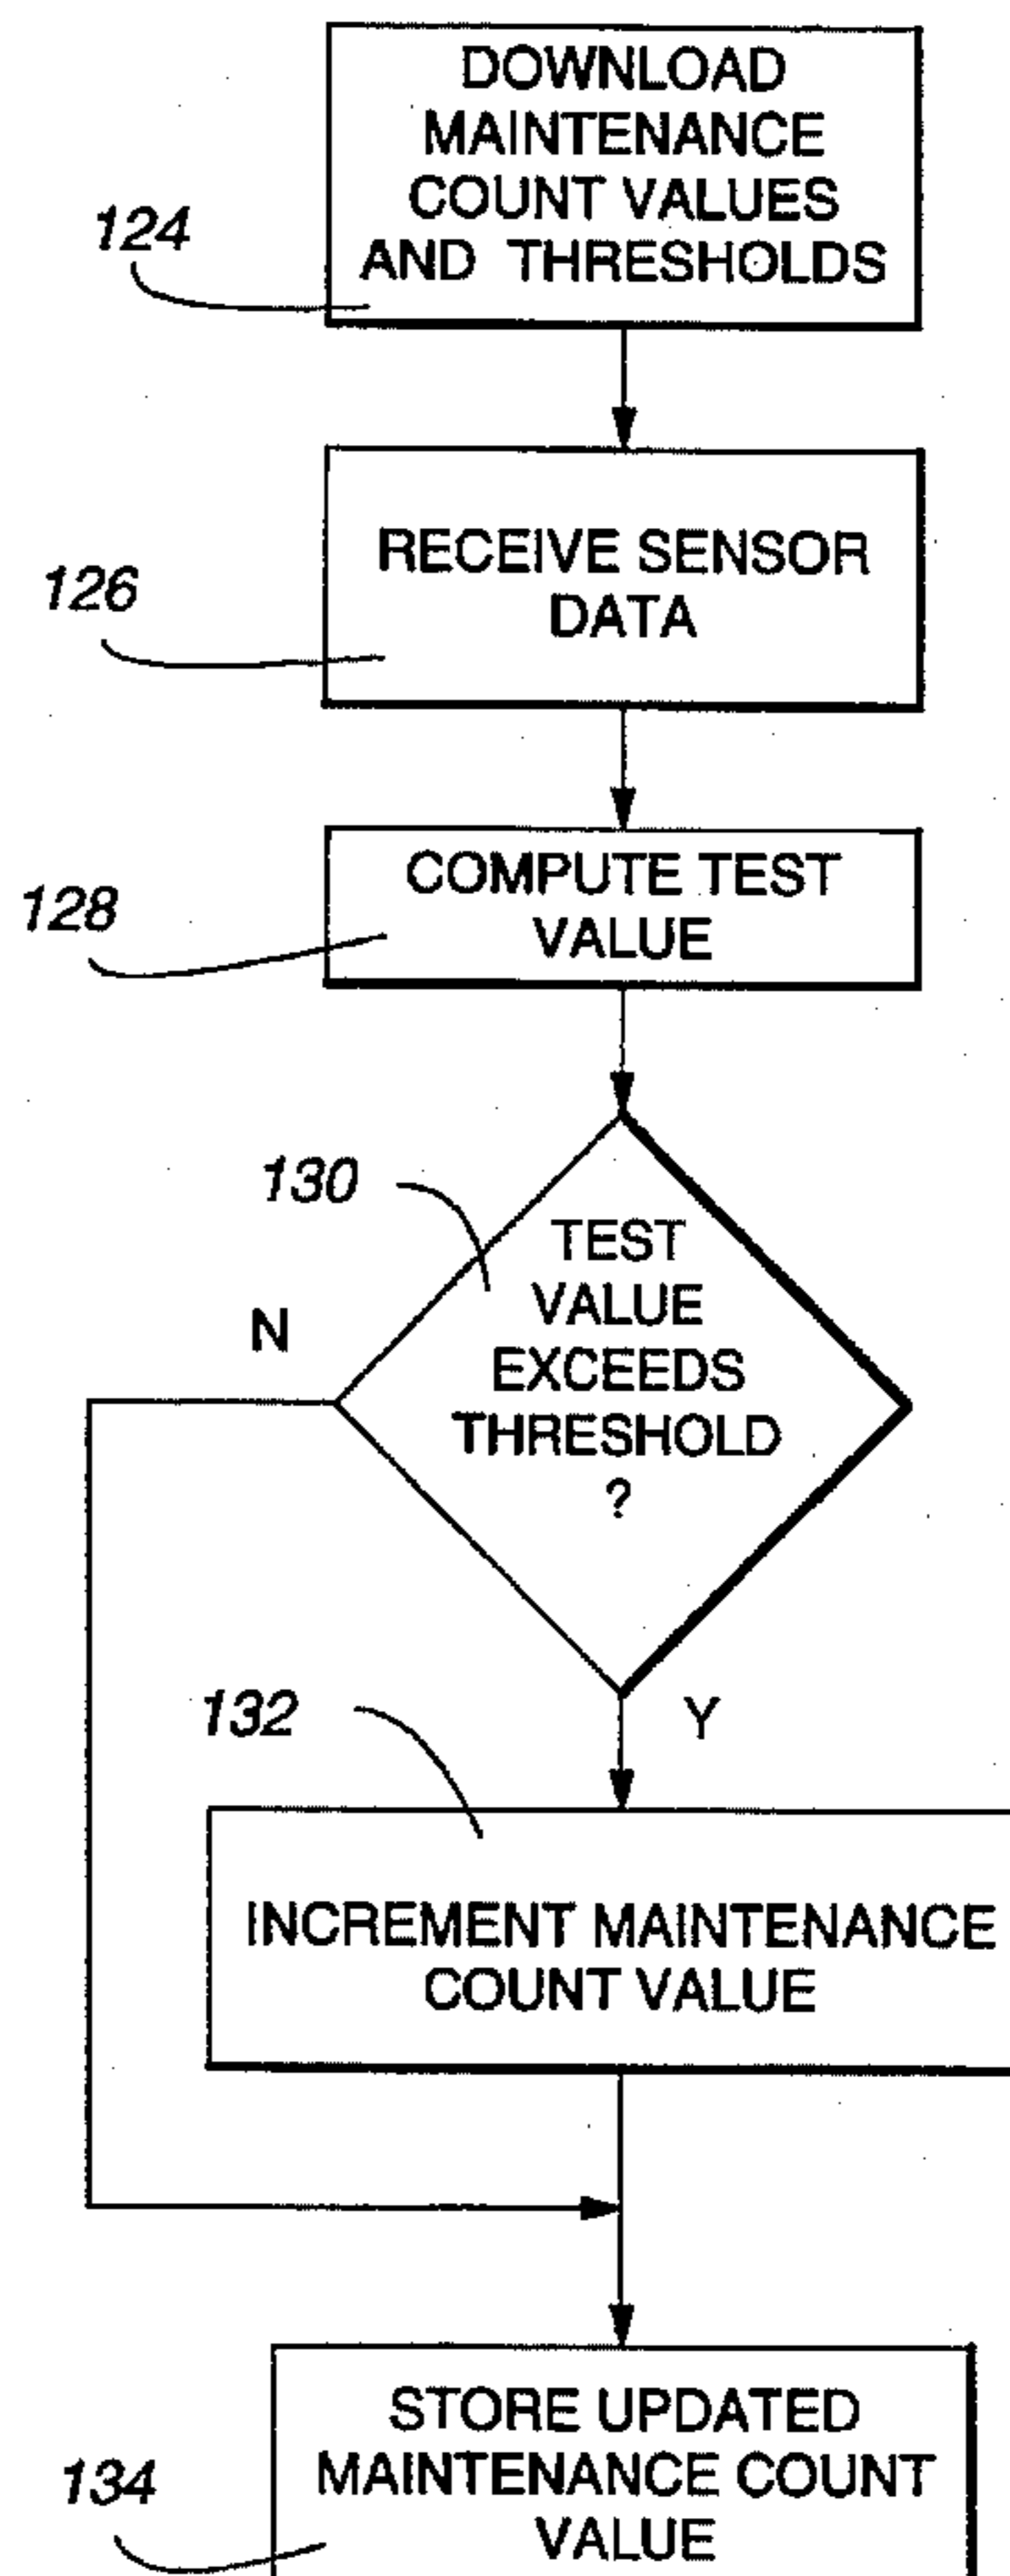 DOWNLOAD
MAINTENANCE
COUNT VALUES
AND THRESHOLDS
124
RECEIVE SENSOR
DATA
126
COMPUTE TEST
VALUE
128
130
TEST
VALUE
EXCEEDS
THRESHOLD
?
N
Y
132
INCREMENT MAINTENANCE
COUNT VALUE
STORE UPDATED
MAINTENANCE COUNT
VALUE
134